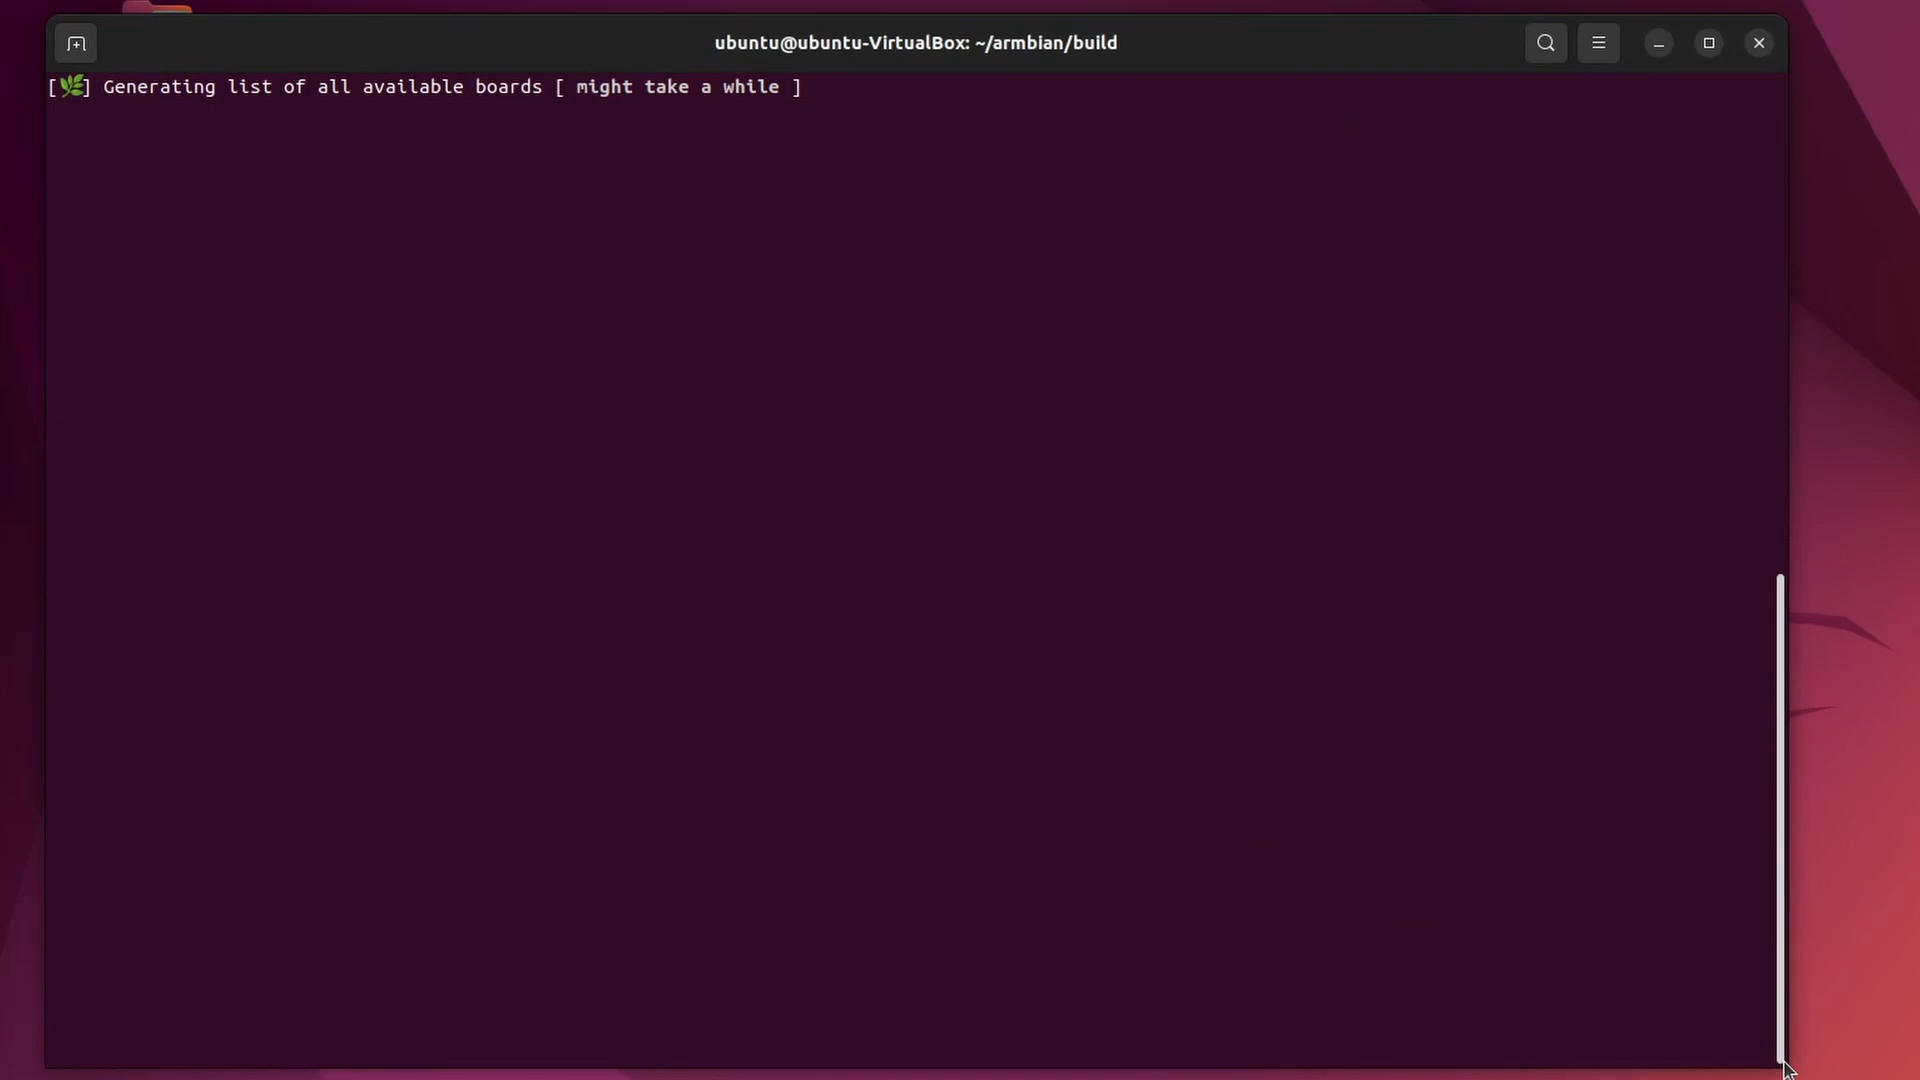 ubuntu@ubuntu-VirtualBox: ~/armbian/build
[🌿] Generating list of all available boards [ might take a while ]